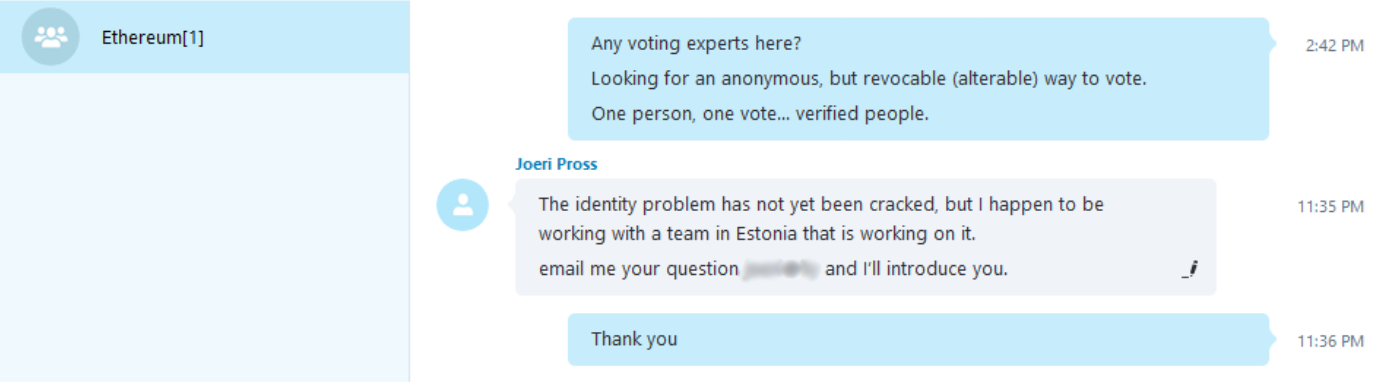 Ethereum[1]
Any voting experts here?
2:42 PM
Looking for an anonymous, but revocable (alterable) way to vote.
One person, one vote... verified people.
Joeri Pross
The identity problem has not yet been cracked, but I happen to be
11:35 PM
working with a team in Estonia that is working on it.
email me your question and I'll introduce you.
Thank you
11:36 PM